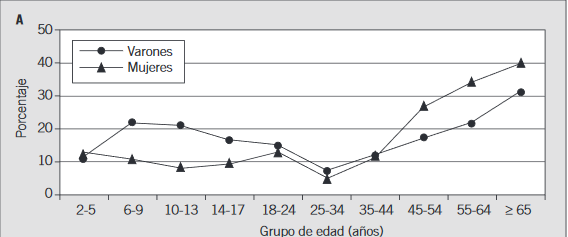 A
50
40
30
20
10
0
Porcentaje
Varones
Mujeres
2-5 6-9 10-13 14-17 18-24 25-34 35-44 45-54 55-64 ≥ 65
Grupo de edad (años)